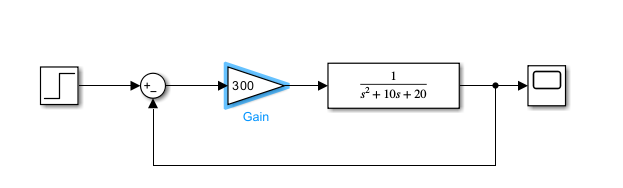 +
−
300
1
s² + 10s + 20
Gain